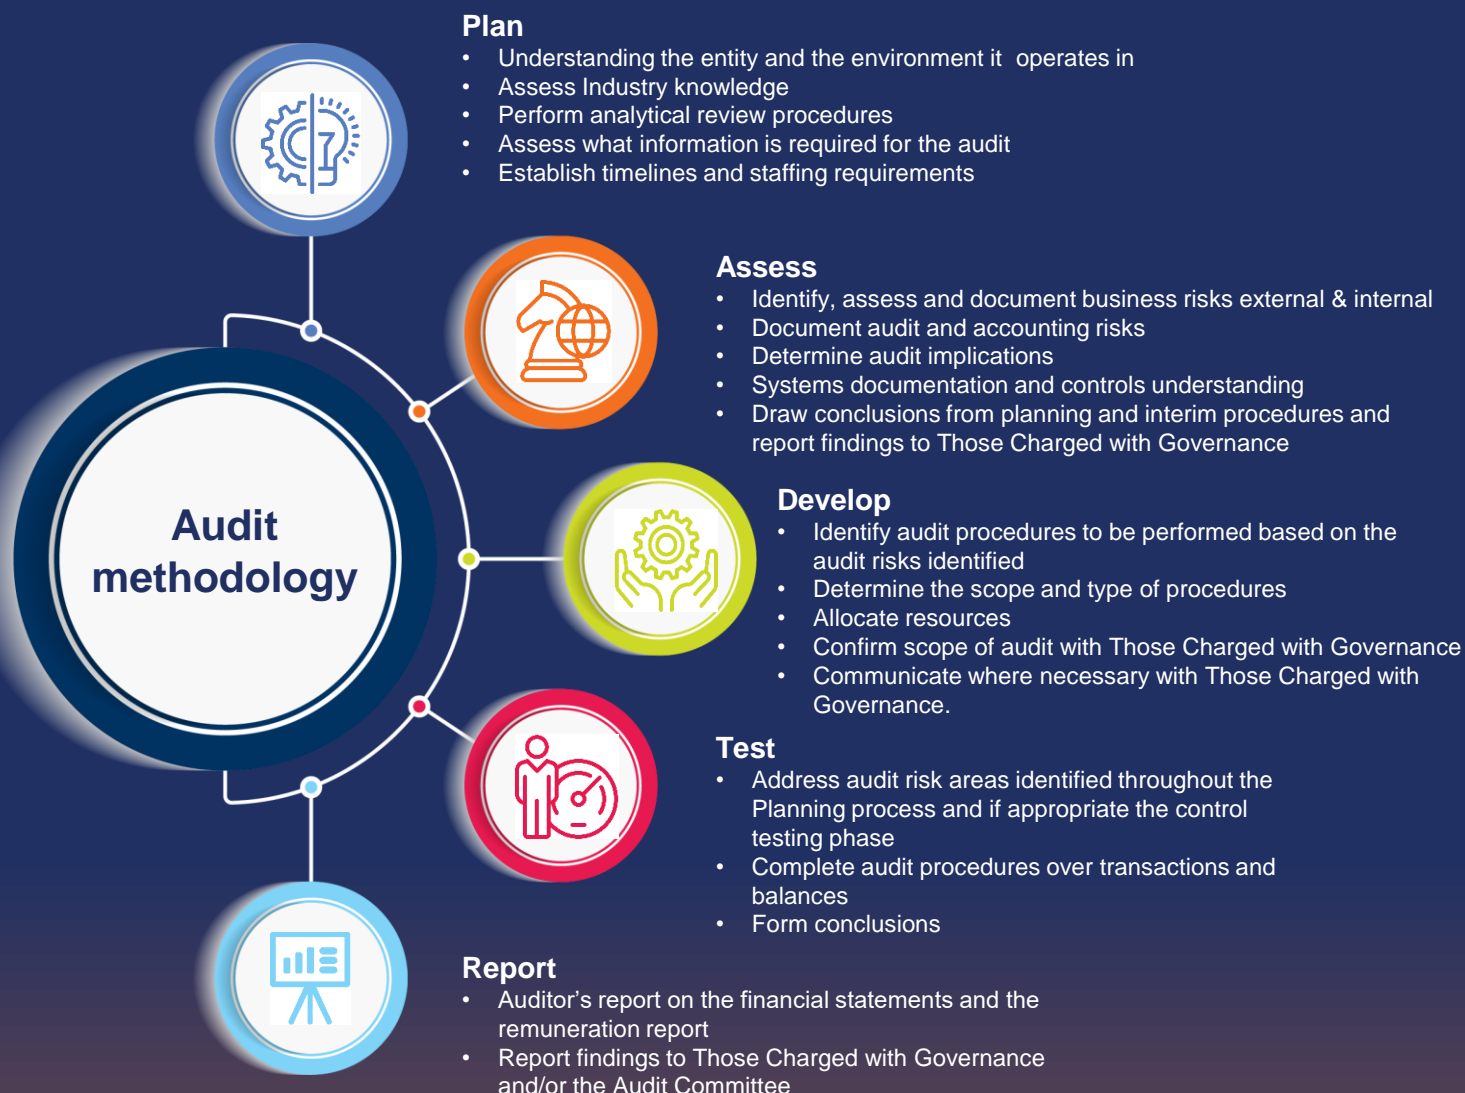 Plan
• Understanding the entity and the environment it operates in
• Assess Industry knowledge
• Perform analytical review procedures
• Assess what information is required for the audit
• Establish timelines and staffing requirements
Assess
• Identify, assess and document business risks external & internal
• Document audit and accounting risks
• Determine audit implications
• Systems documentation and controls understanding
• Draw conclusions from planning and interim procedures and
report findings to Those Charged with Governance
Audit
methodology
Develop
• Identify audit procedures to be performed based on the
audit risks identified
• Determine the scope and type of procedures
• Allocate resources
• Confirm scope of audit with Those Charged with Governance
• Communicate where necessary with Those Charged with
Governance.
Test
• Address audit risk areas identified throughout the
Planning process and if appropriate the control
testing phase
• Complete audit procedures over transactions and
balances
• Form conclusions
Report
• Auditor’s report on the financial statements and the
remuneration report
• Report findings to Those Charged with Governance
and/or the Audit Committee